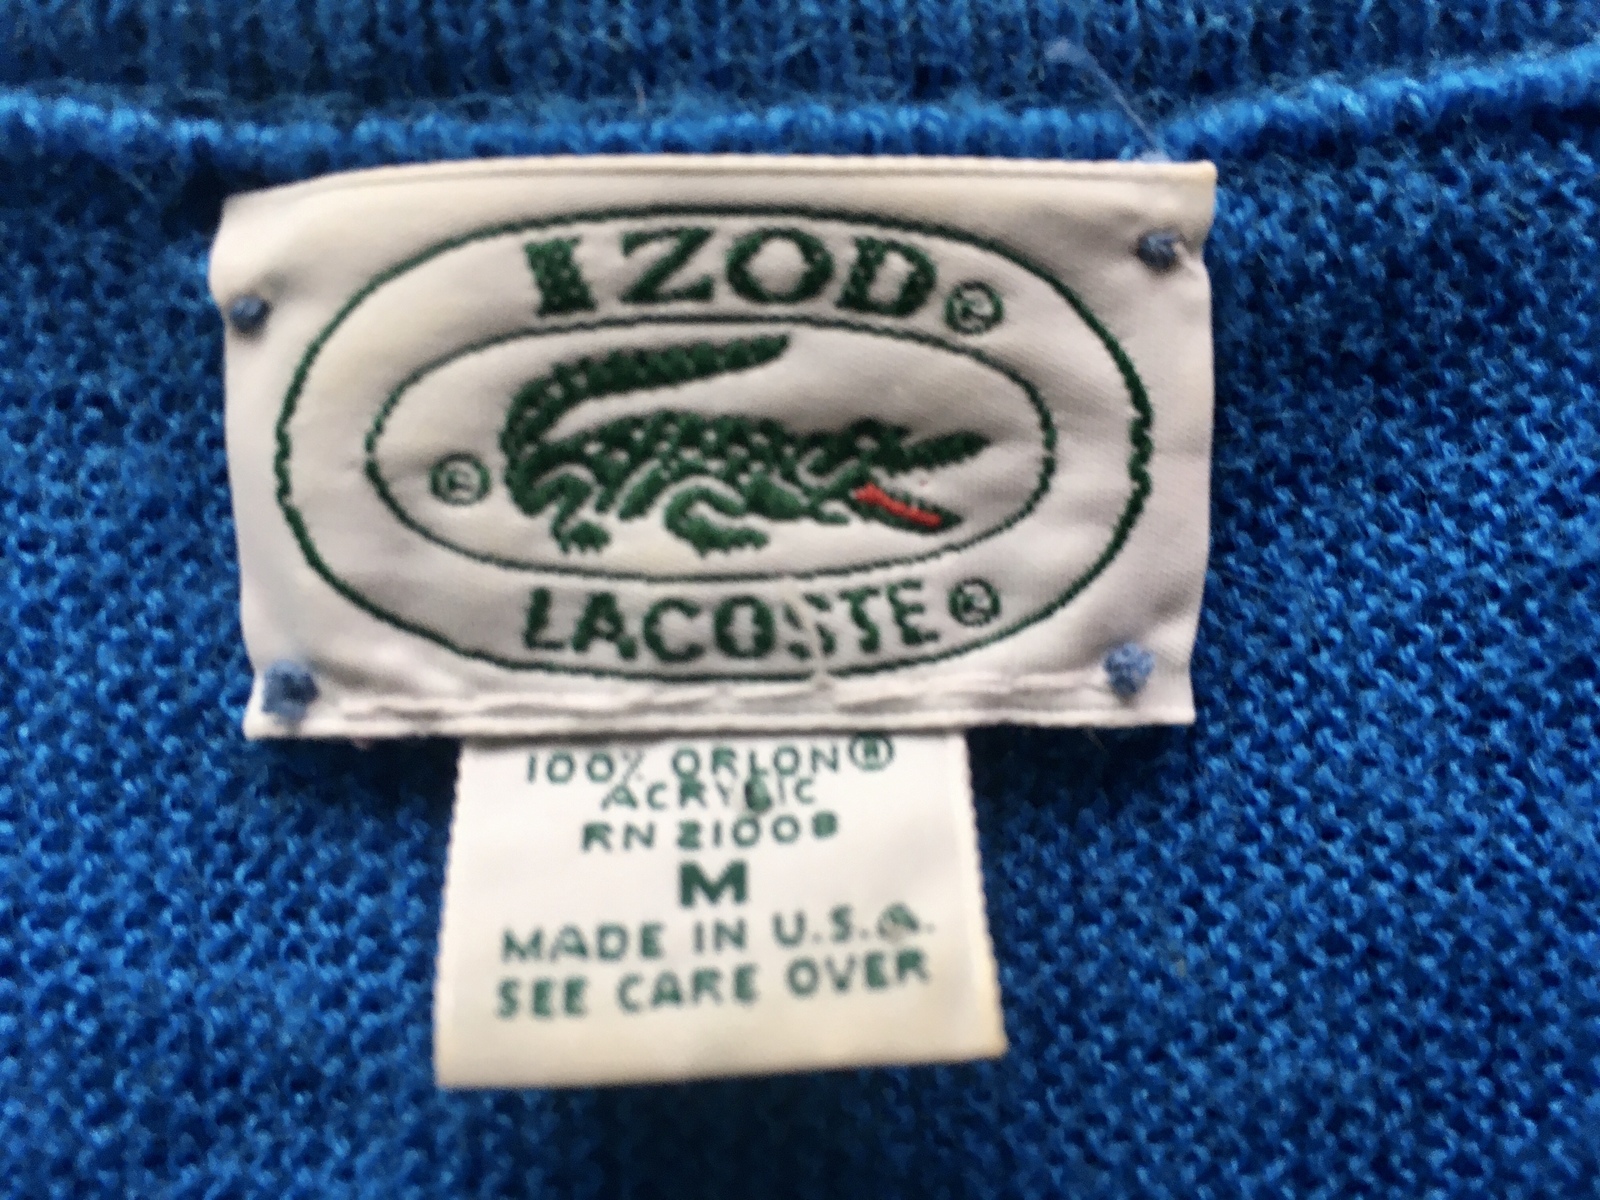 IZOD®
®
LACOSTE®
100% ORLON®
ACRYLIC
RN 21008
M
MADE IN U.S.A.
SEE CARE OVER